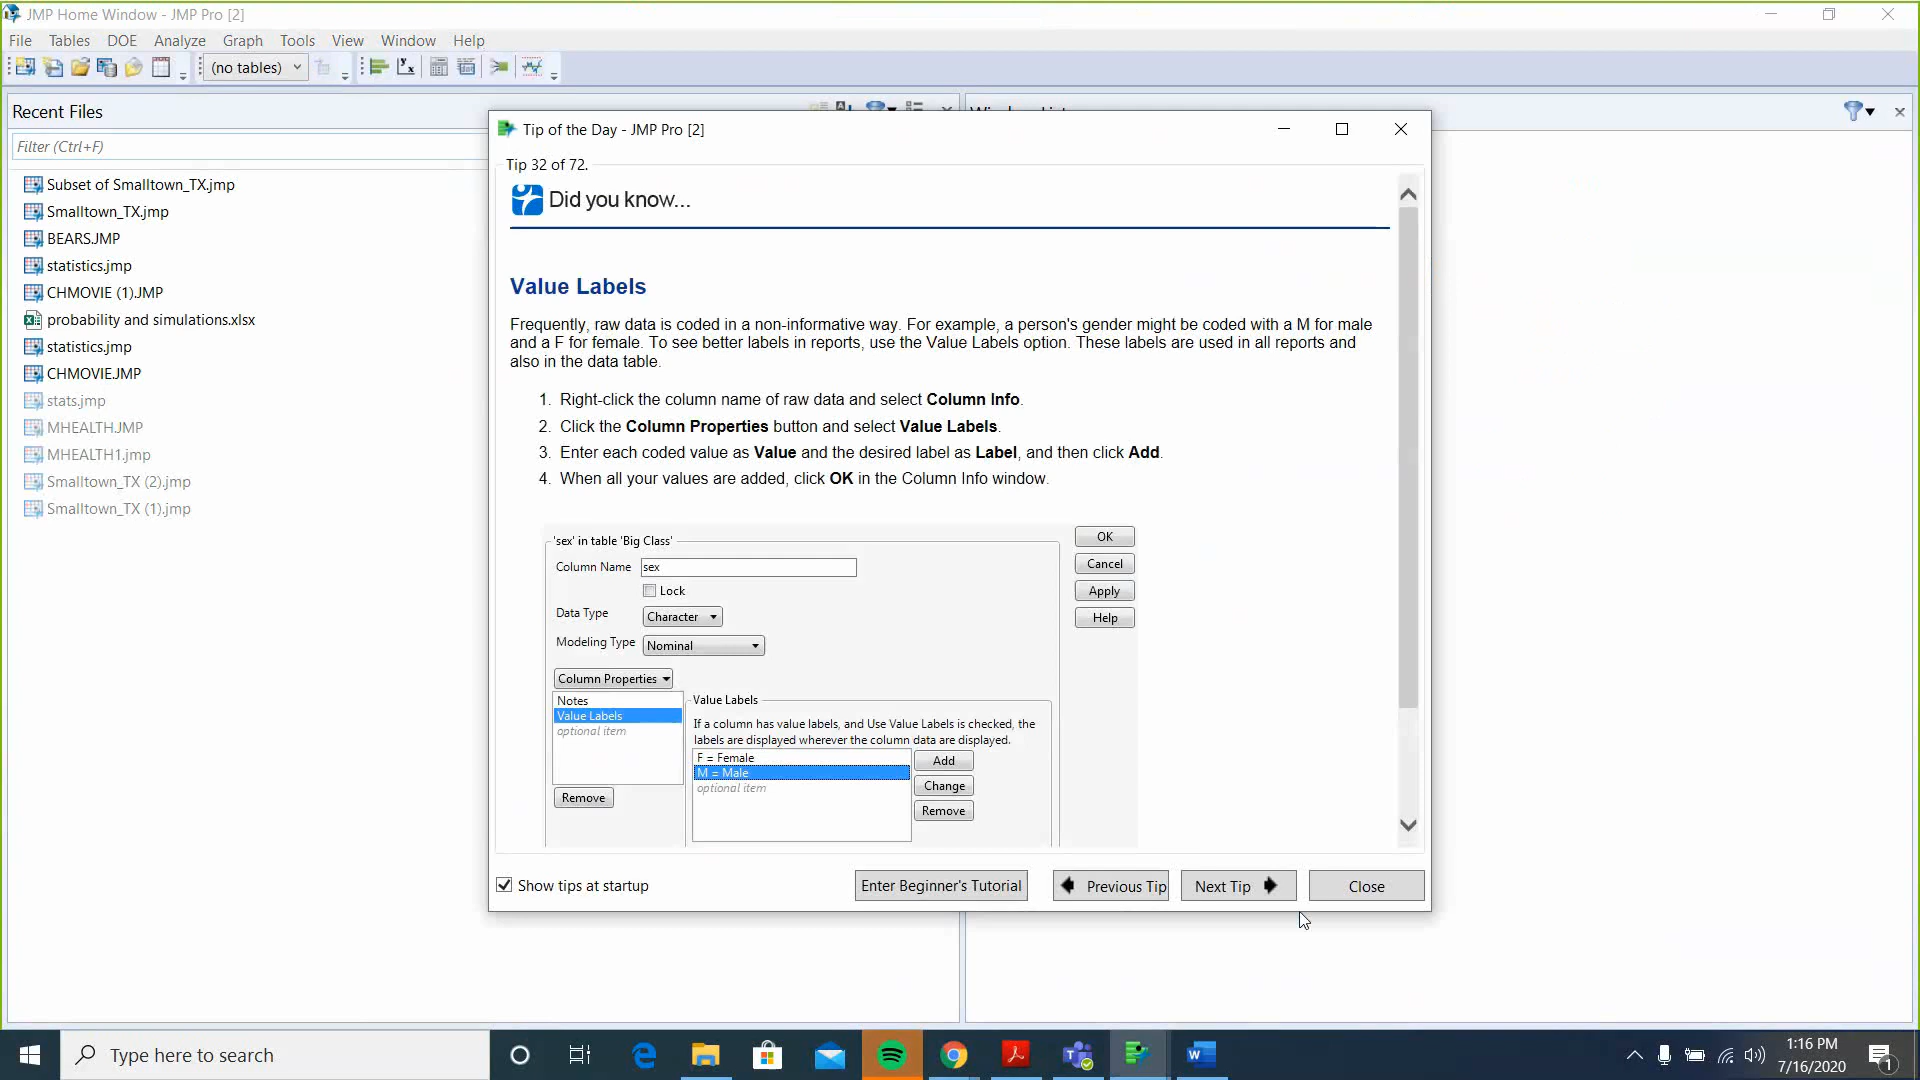 JMP Home Window - JMP Pro [2]
File Tables DOE Analyze Graph Tools View Window Help
(no tables)
Recent Files
Filter (Ctrl+F)
Subset of Smalltown_TX.jmp
Smalltown_TX.jmp
BEARS.JMP
statistics.jmp
CHMOVIE (1).JMP
probability and simulations.xlsx
statistics.jmp
CHMOVIE.JMP
stats.jmp
MHEALTH.JMP
MHEALTH1.jmp
Smalltown_TX (2).jmp
Smalltown_TX (1).jmp
Tip of the Day - JMP Pro [2]
Tip 32 of 72.
Did you know...
Value Labels
Frequently, raw data is coded in a non-informative way. For example, a person's gender might be coded with a M for male
and a F for female. To see better labels in reports, use the Value Labels option. These labels are used in all reports and
also in the data table.
1. Right-click the column name of raw data and select Column Info.
2. Click the Column Properties button and select Value Labels.
3. Enter each coded value as Value and the desired label as Label, and then click Add.
4. When all your values are added, click OK in the Column Info window.
'sex' in table 'Big Class'
Column Name sex
Lock
Data Type Character
Modeling Type Nominal
Column Properties
Notes
Value Labels
optional item
Remove
Value Labels
If a column has value labels, and Use Value Labels is checked, the
labels are displayed wherever the column data are displayed.
F = Female
M = Male
optional item
Add
Change
Remove
OK
Cancel
Apply
Help
Show tips at startup
Enter Beginner's Tutorial
Previous Tip
Next Tip
Close
Type here to search
1:16 PM
7/16/2020
1